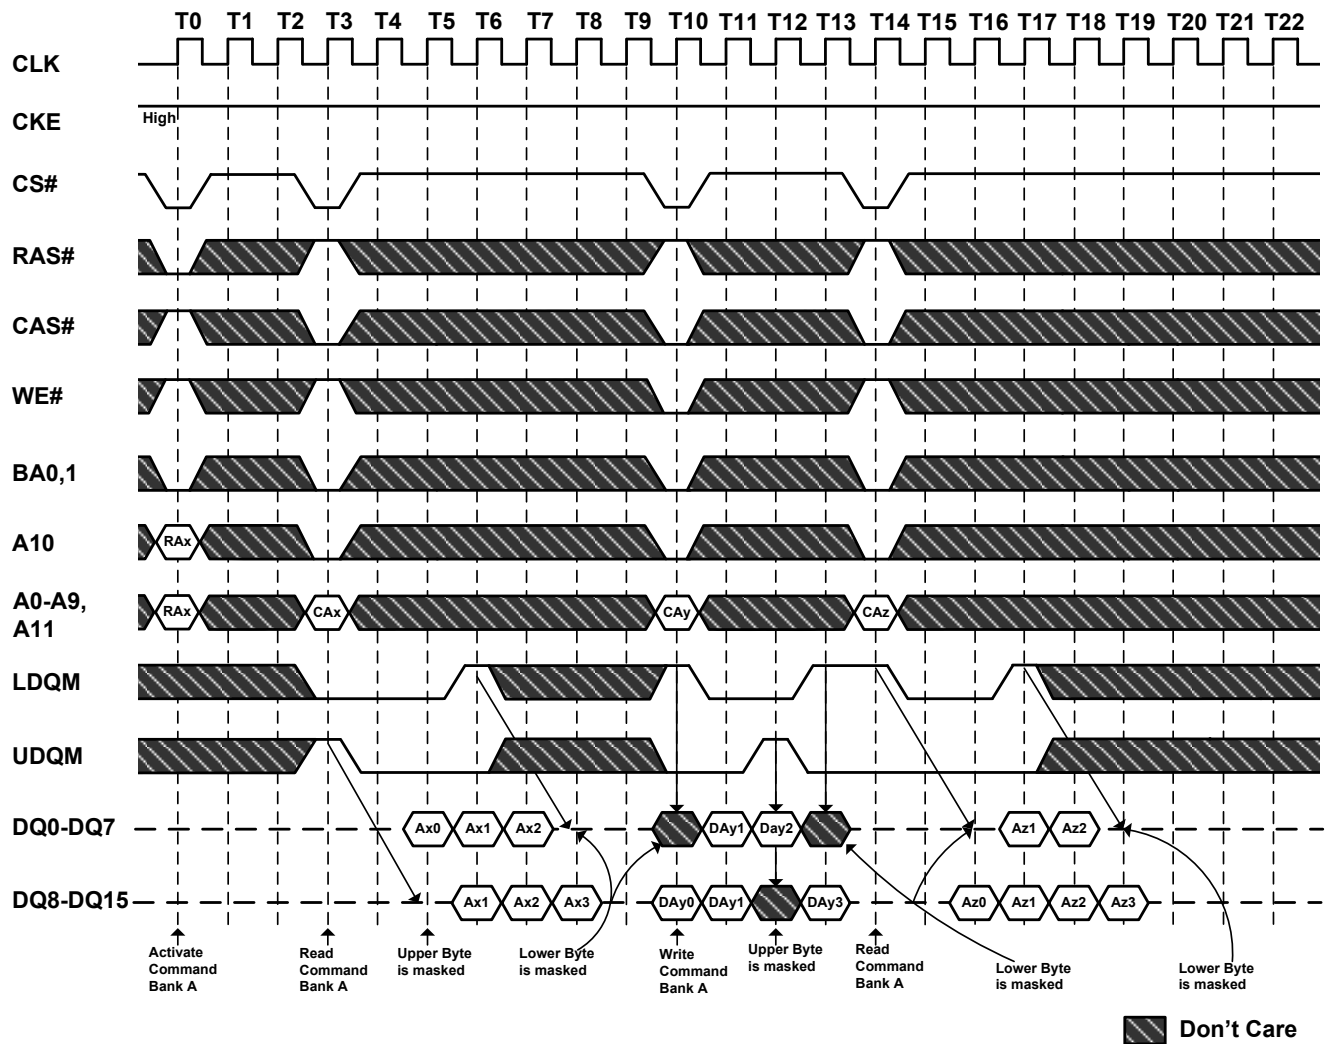 T0 T1 T2 T3 T4 T5 T6 T7 T8 T9 T10 T11 T12 T13 T14 T15 T16 T17 T18 T19 T20 T21 T22
CLK
CKE
High
CS#
RAS#
CAS#
WE#
BA0,1
A10
RAx
A0-A9,
A11
RAx CAx CAy CAz
LDQM
UDQM
DQ0-DQ7
Ax0 Ax1 Ax2 DAy1 Day2 Az1 Az2
DQ8-DQ15
Ax1 Ax2 Ax3 DAy0 DAy1 DAy3 Az0 Az1 Az2 Az3
Activate
Command
Bank A
Read
Command
Bank A
Upper Byte
is masked
Lower Byte
is masked
Write
Command
Bank A
Upper Byte
is masked
Read
Command
Bank A
Lower Byte
is masked
Lower Byte
is masked
Don't Care